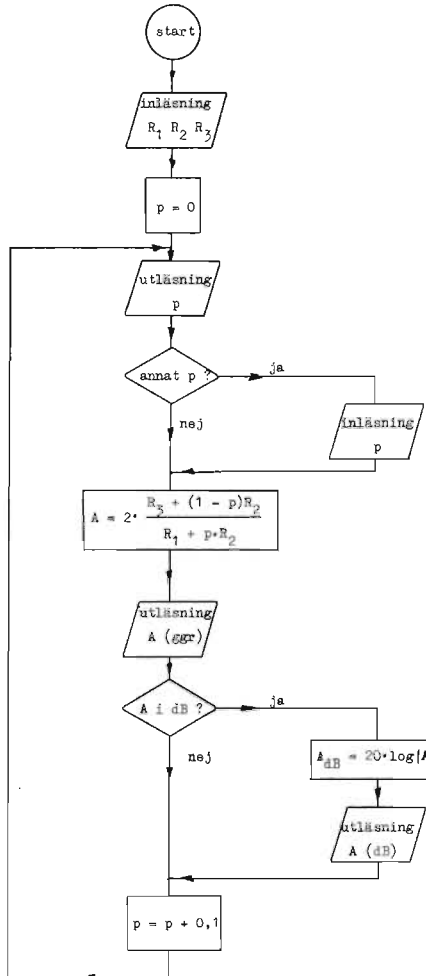 start
inläsning
R1 R2 R3
p = 0
utläsning
p
annat p ?
ja
nej
inläsning
p
A = 2· R3 + (1 - p)R2
R1 + p·R2
utläsning
A (ggr)
A i dB ?
ja
nej
AdB = 20·log|A
utläsning
A (dB)
p = p + 0,1